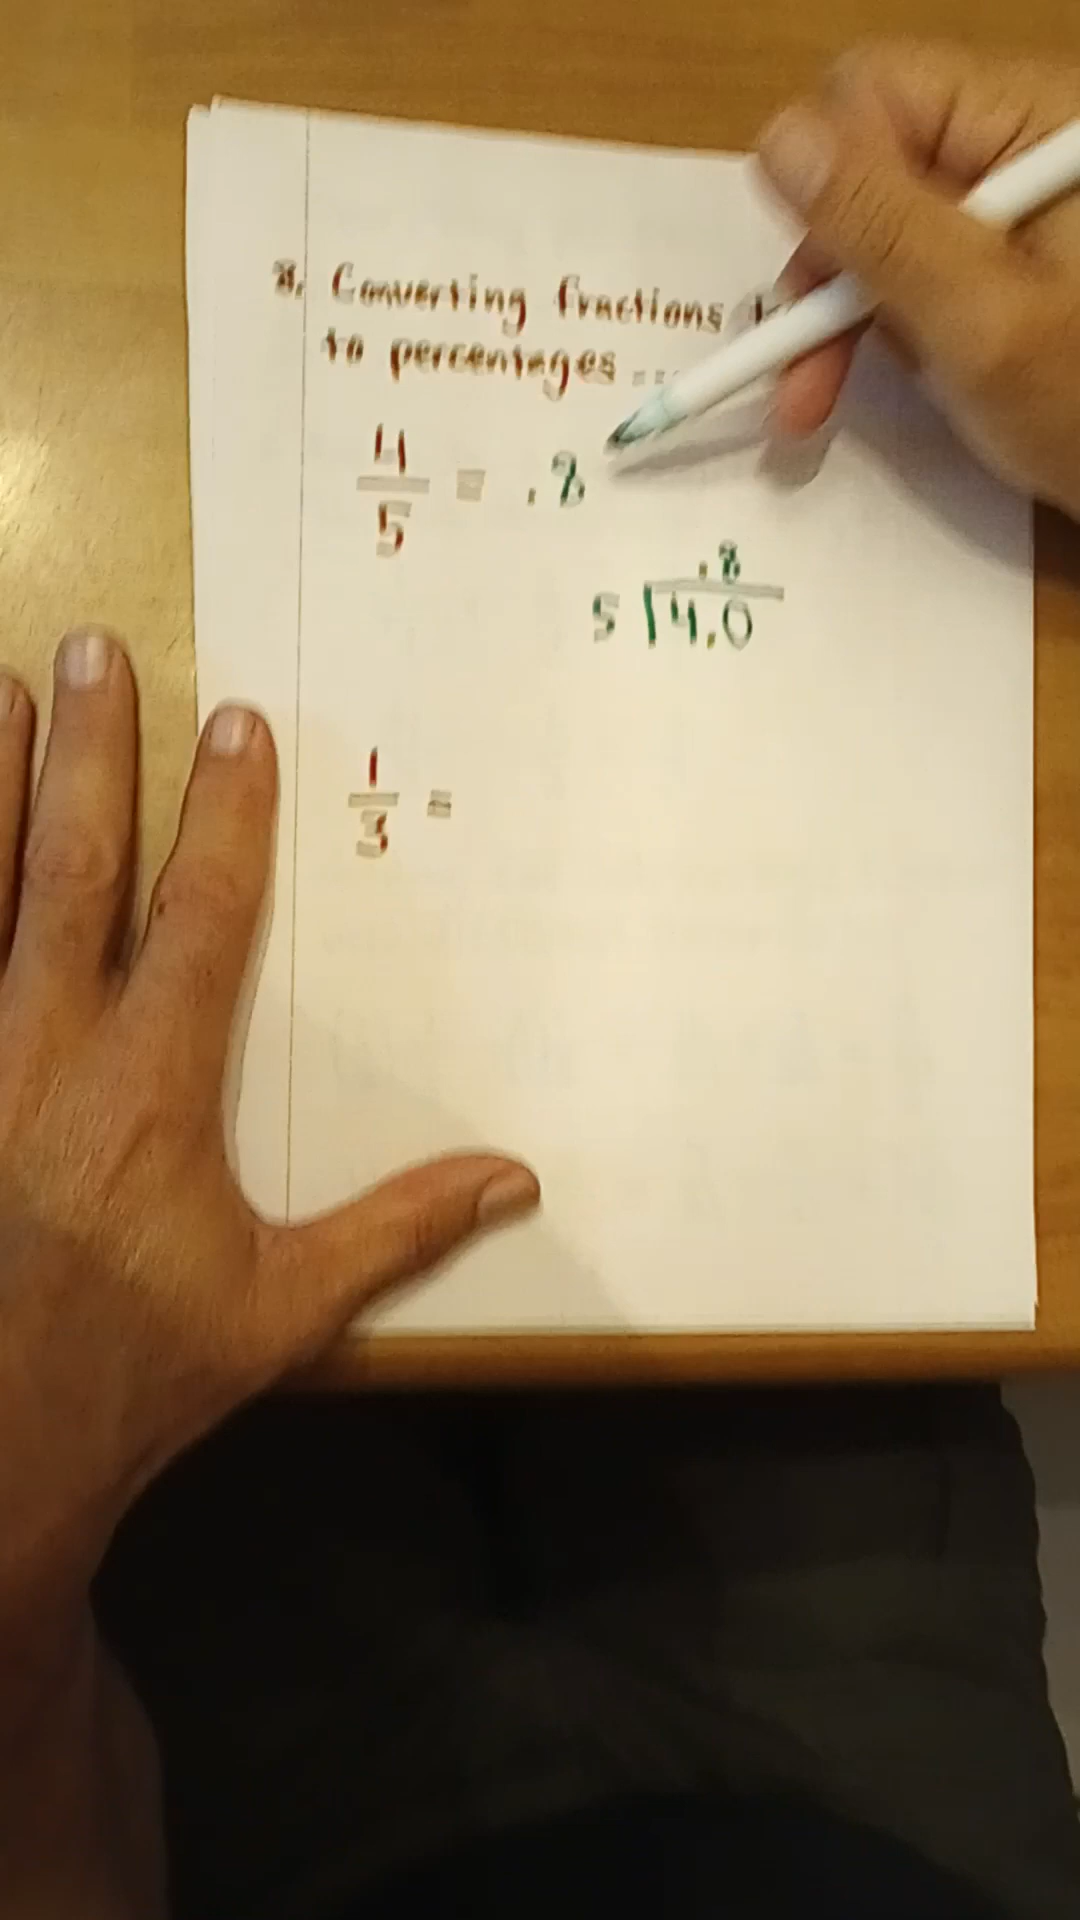 8. Converting fractions
to percentages ...
4/5 = .8
.8
5 4.0
1/3 =